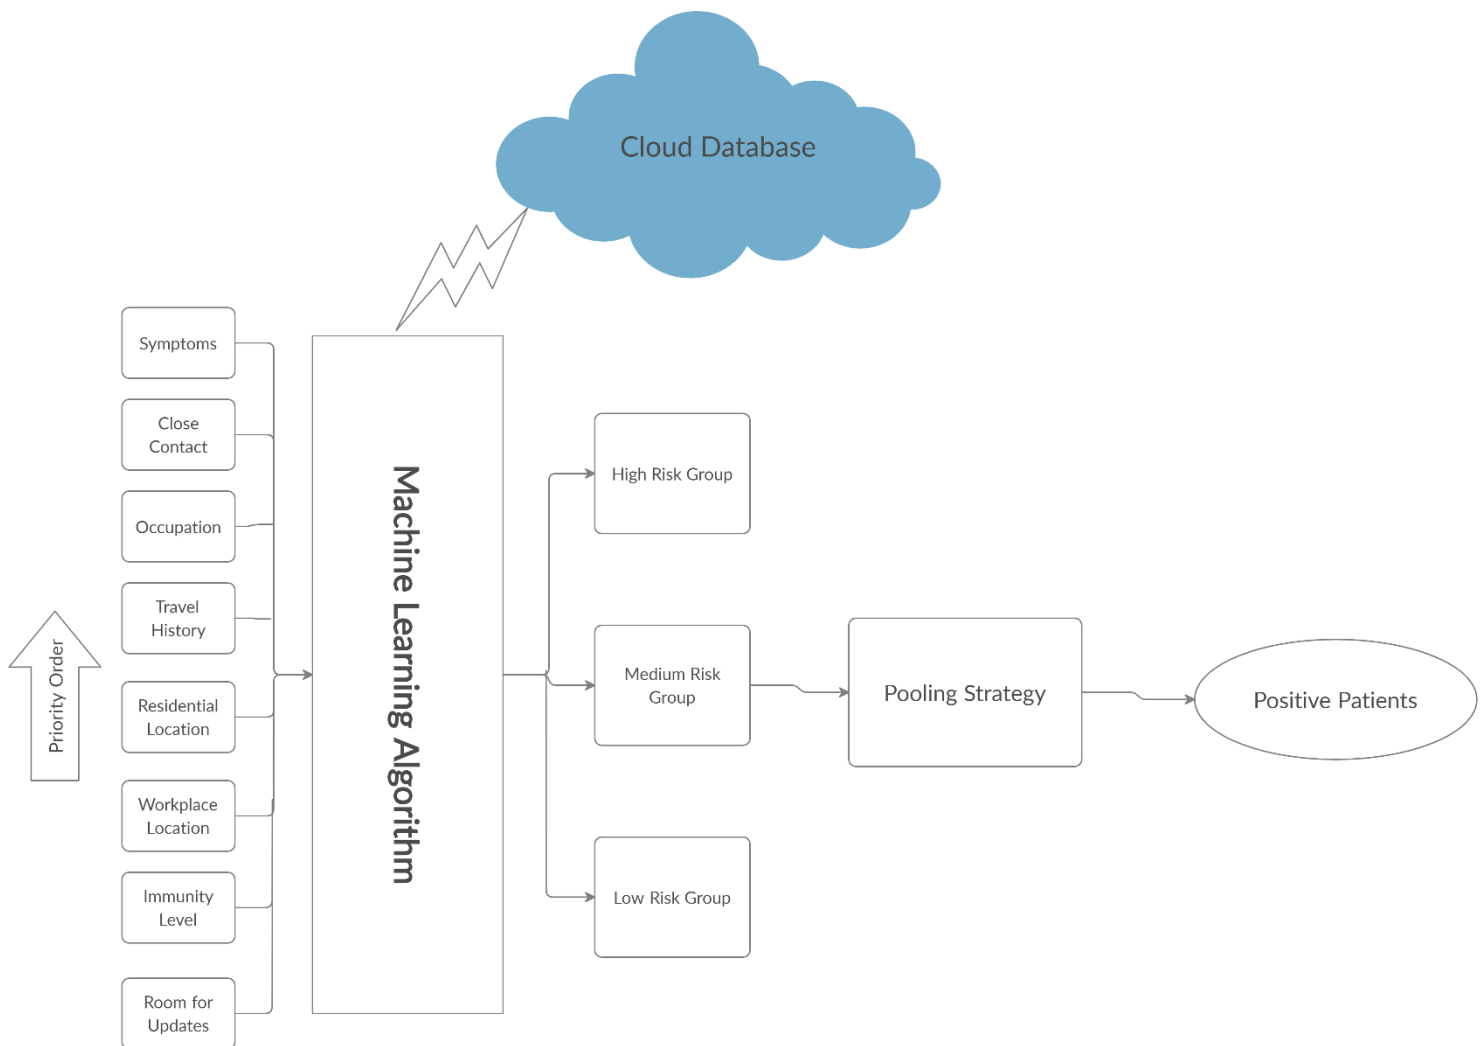 Cloud Database
Symptoms
Close
Contact
Occupation
Travel
History
Residential
Location
Workplace
Location
Immunity
Level
Room for
Updates
Priority Order
Machine Learning Algorithm
High Risk Group
Medium Risk
Group
Low Risk Group
Pooling Strategy
Positive Patients